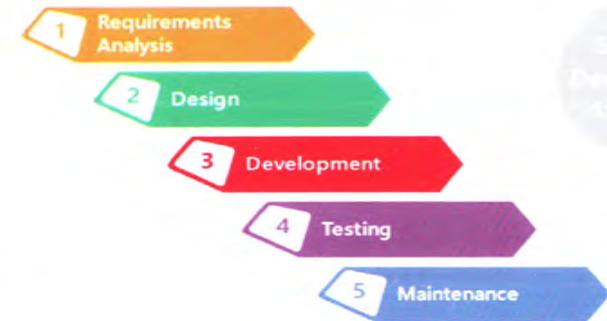 1
Requirements
Analysis
2
Design
3
Development
4
Testing
5
Maintenance